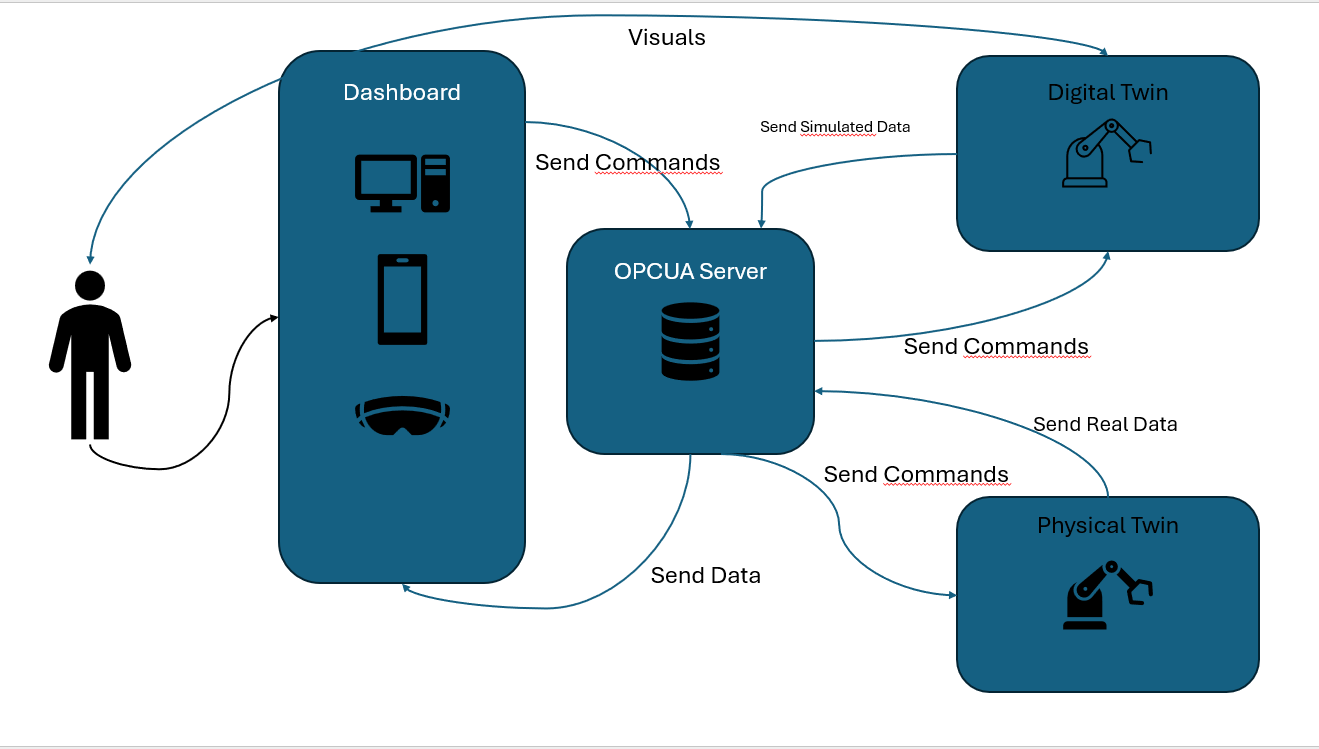 Visuals
Dashboard
Digital Twin
Send Simulated Data
Send Commands
OPCUA Server
Send Commands
Send Real Data
Send Commands
Physical Twin
Send Data